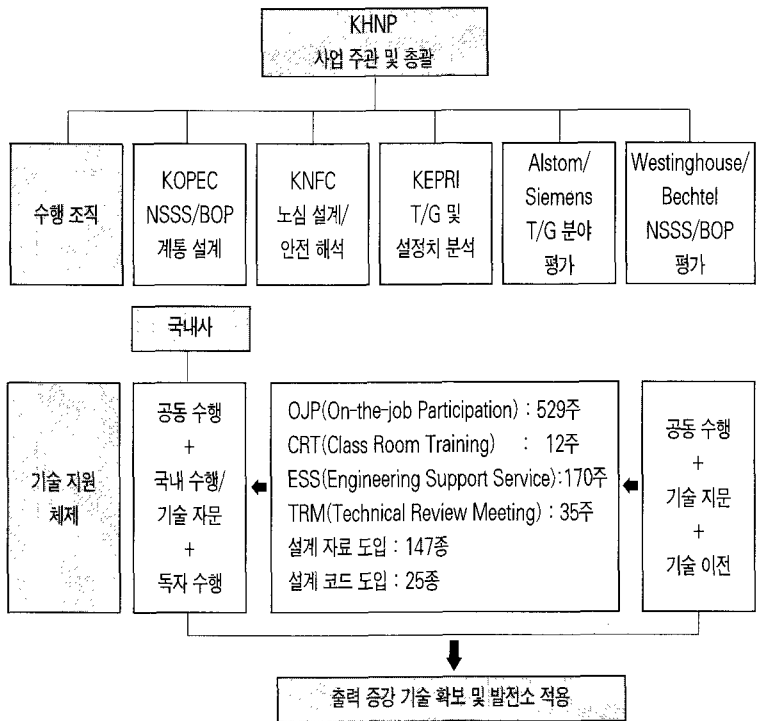 KHNP
사업 주관 및 총괄
수행 조직
KOPEC
NSSS/BOP
계통 설계
KNFC
노심 설계/
안전 해석
KEPRI
T/G 및
설정치 분석
Alstom/
Siemens
T/G 분야
평가
Westinghouse/
Bechtel
NSSS/BOP
평가
국내사
기술 지원
체제
공동 수행
+
국내 수행/
기술 자문
+
독자 수행
OJP(On-the-job Participation) : 529주
CRT(Class Room Training) : 12주
ESS(Engineering Support Service):170주
TRM(Technical Review Meeting) : 35주
설계 자료 도입 : 147종
설계 코드 도입 : 25종
공동 수행
+
기술 지문
+
기술 이전
출력 증강 기술 확보 및 발전소 적용